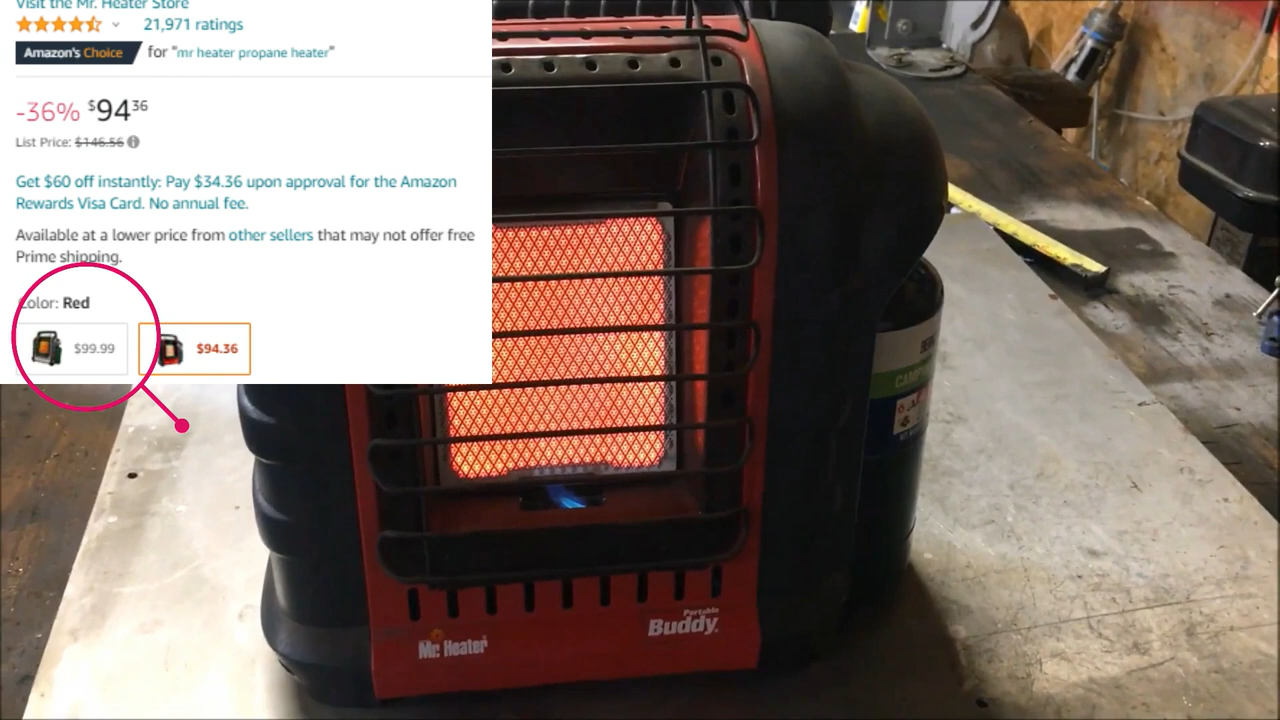 Visit the Mr. Heater Store
21,971 ratings
Amazon's Choice for "mr heater propane heater"
-36% $94 36
List Price: $146.56
Get $60 off instantly: Pay $34.36 upon approval for the Amazon
Rewards Visa Card. No annual fee.
Available at a lower price from other sellers that may not offer free
Prime shipping.
Color: Red
$99.99 $94.36
Portable
Buddy
Mr. Heater